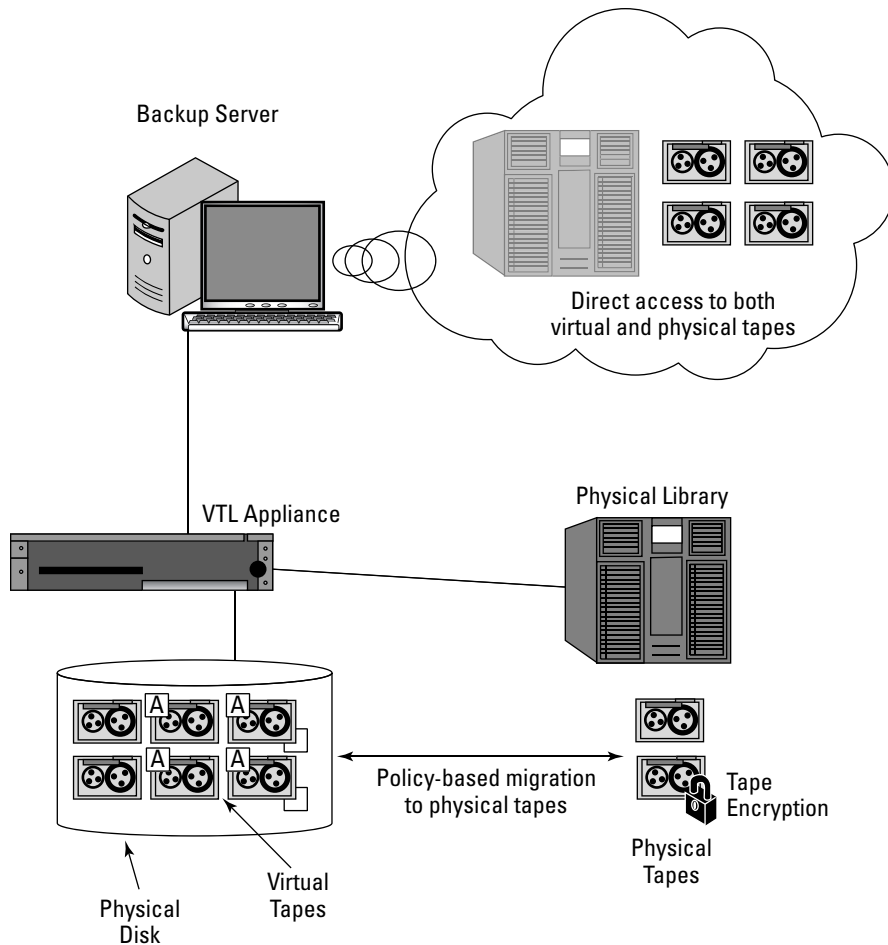 Backup Server
Direct access to both
virtual and physical tapes
VTL Appliance
Physical Library
A
A
A
A
Policy-based migration
to physical tapes
Tape
Encryption
Physical
Tapes
Virtual
Tapes
Physical
Disk